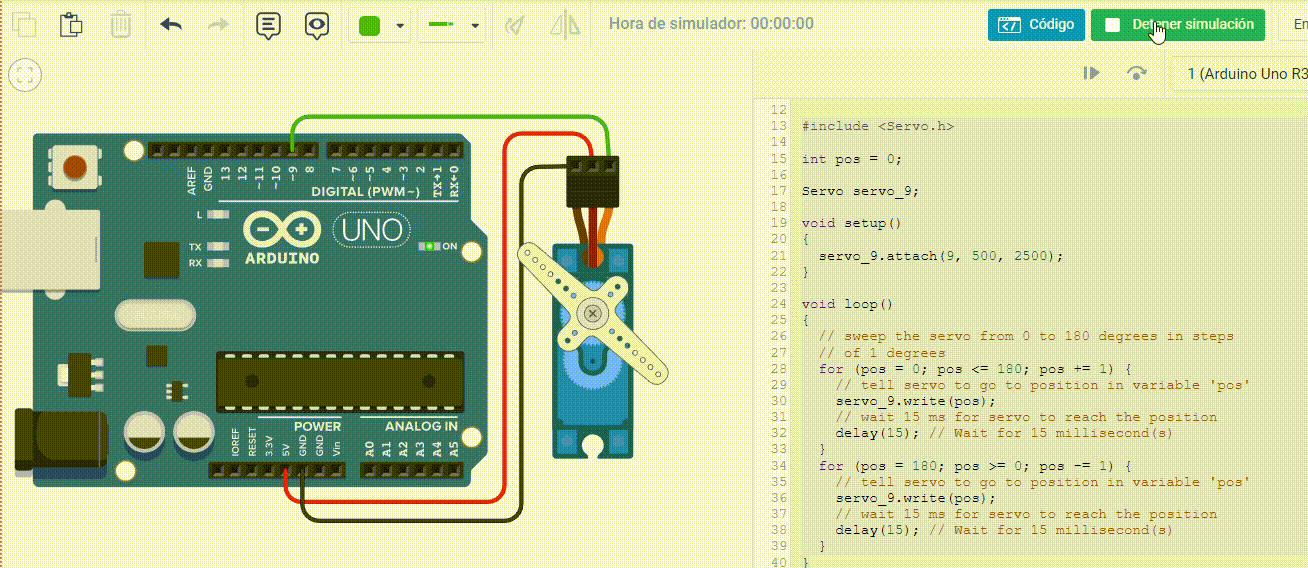 Hora de simulador: 00:00:00
Código
Detener simulación
En
1 (Arduino Uno R3
12
13 #include <Servo.h>
14
15 int pos = 0;
16
17 Servo servo_9;
18
19 void setup()
20 {
21   servo_9.attach(9, 500, 2500);
22 }
23
24 void loop()
25 {
26   // sweep the servo from 0 to 180 degrees in steps
27   // of 1 degrees
28   for (pos = 0; pos <= 180; pos += 1) {
29     // tell servo to go to position in variable 'pos'
30     servo_9.write(pos);
31     // wait 15 ms for servo to reach the position
32     delay(15); // Wait for 15 millisecond(s)
33   }
34   for (pos = 180; pos >= 0; pos -= 1) {
35     // tell servo to go to position in variable 'pos'
36     servo_9.write(pos);
37     // wait 15 ms for servo to reach the position
38     delay(15); // Wait for 15 millisecond(s)
39   }
40 }
AREF
GND
13
12
~11
~10
~9
8
7
~6
~5
4
~3
2
TX→1
RX←0
DIGITAL (PWM~)
L
TX
RX
UNO
ARDUINO
ON
POWER
ANALOG IN
IOREF
RESET
3.3V
5V
GND
GND
Vin
A0
A1
A2
A3
A4
A5